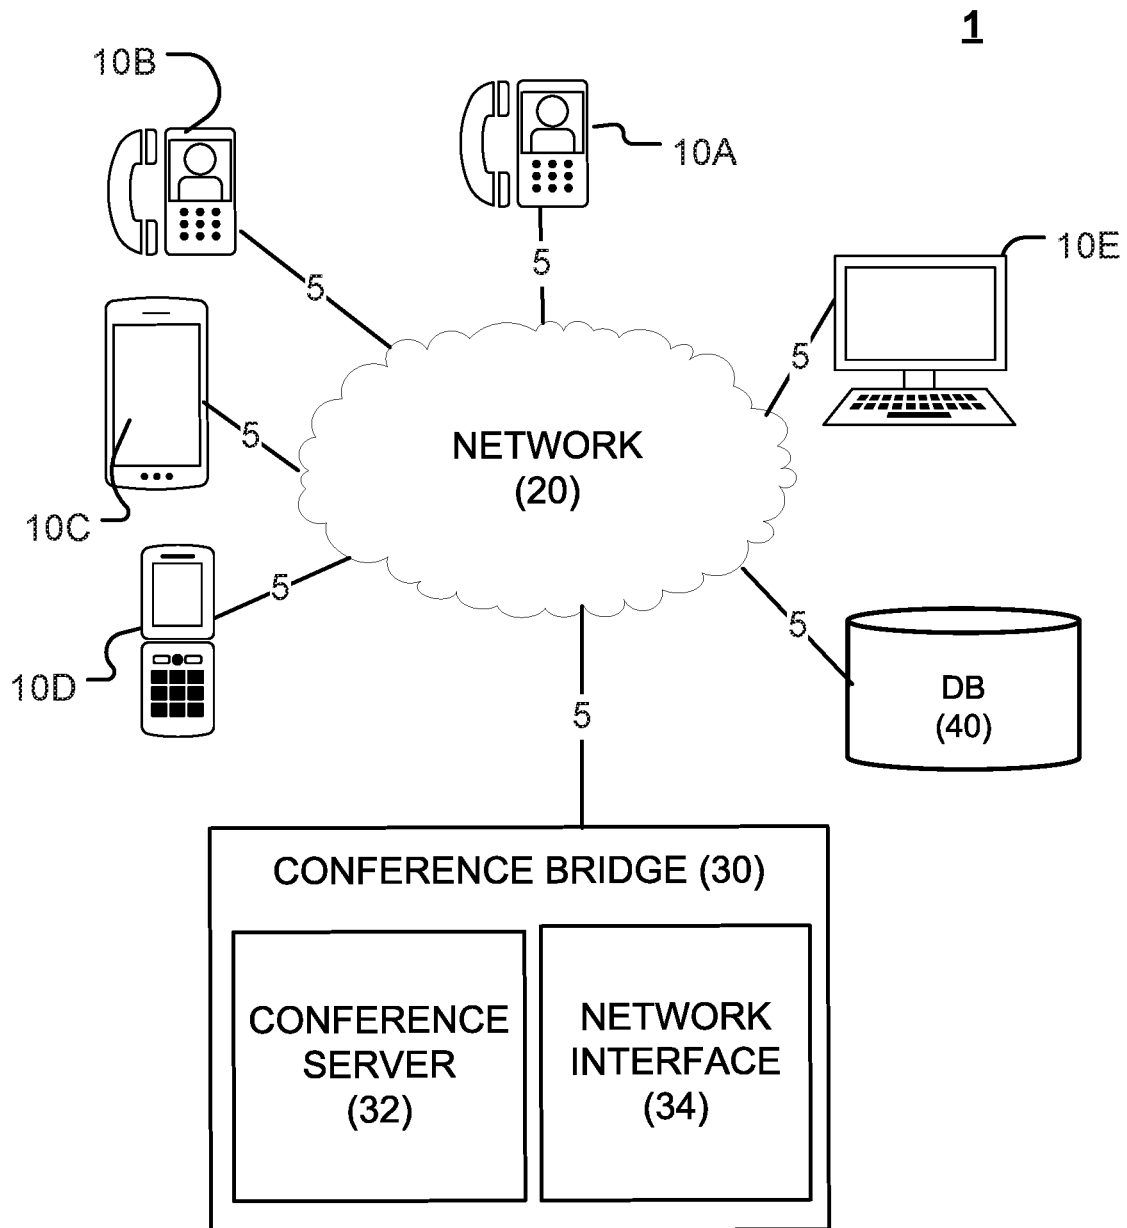 1
10B
10A
10E
5
5
5
5
NETWORK
(20)
10C
5
10D
5
DB
(40)
5
CONFERENCE BRIDGE (30)
CONFERENCE
SERVER
(32)
NETWORK
INTERFACE
(34)